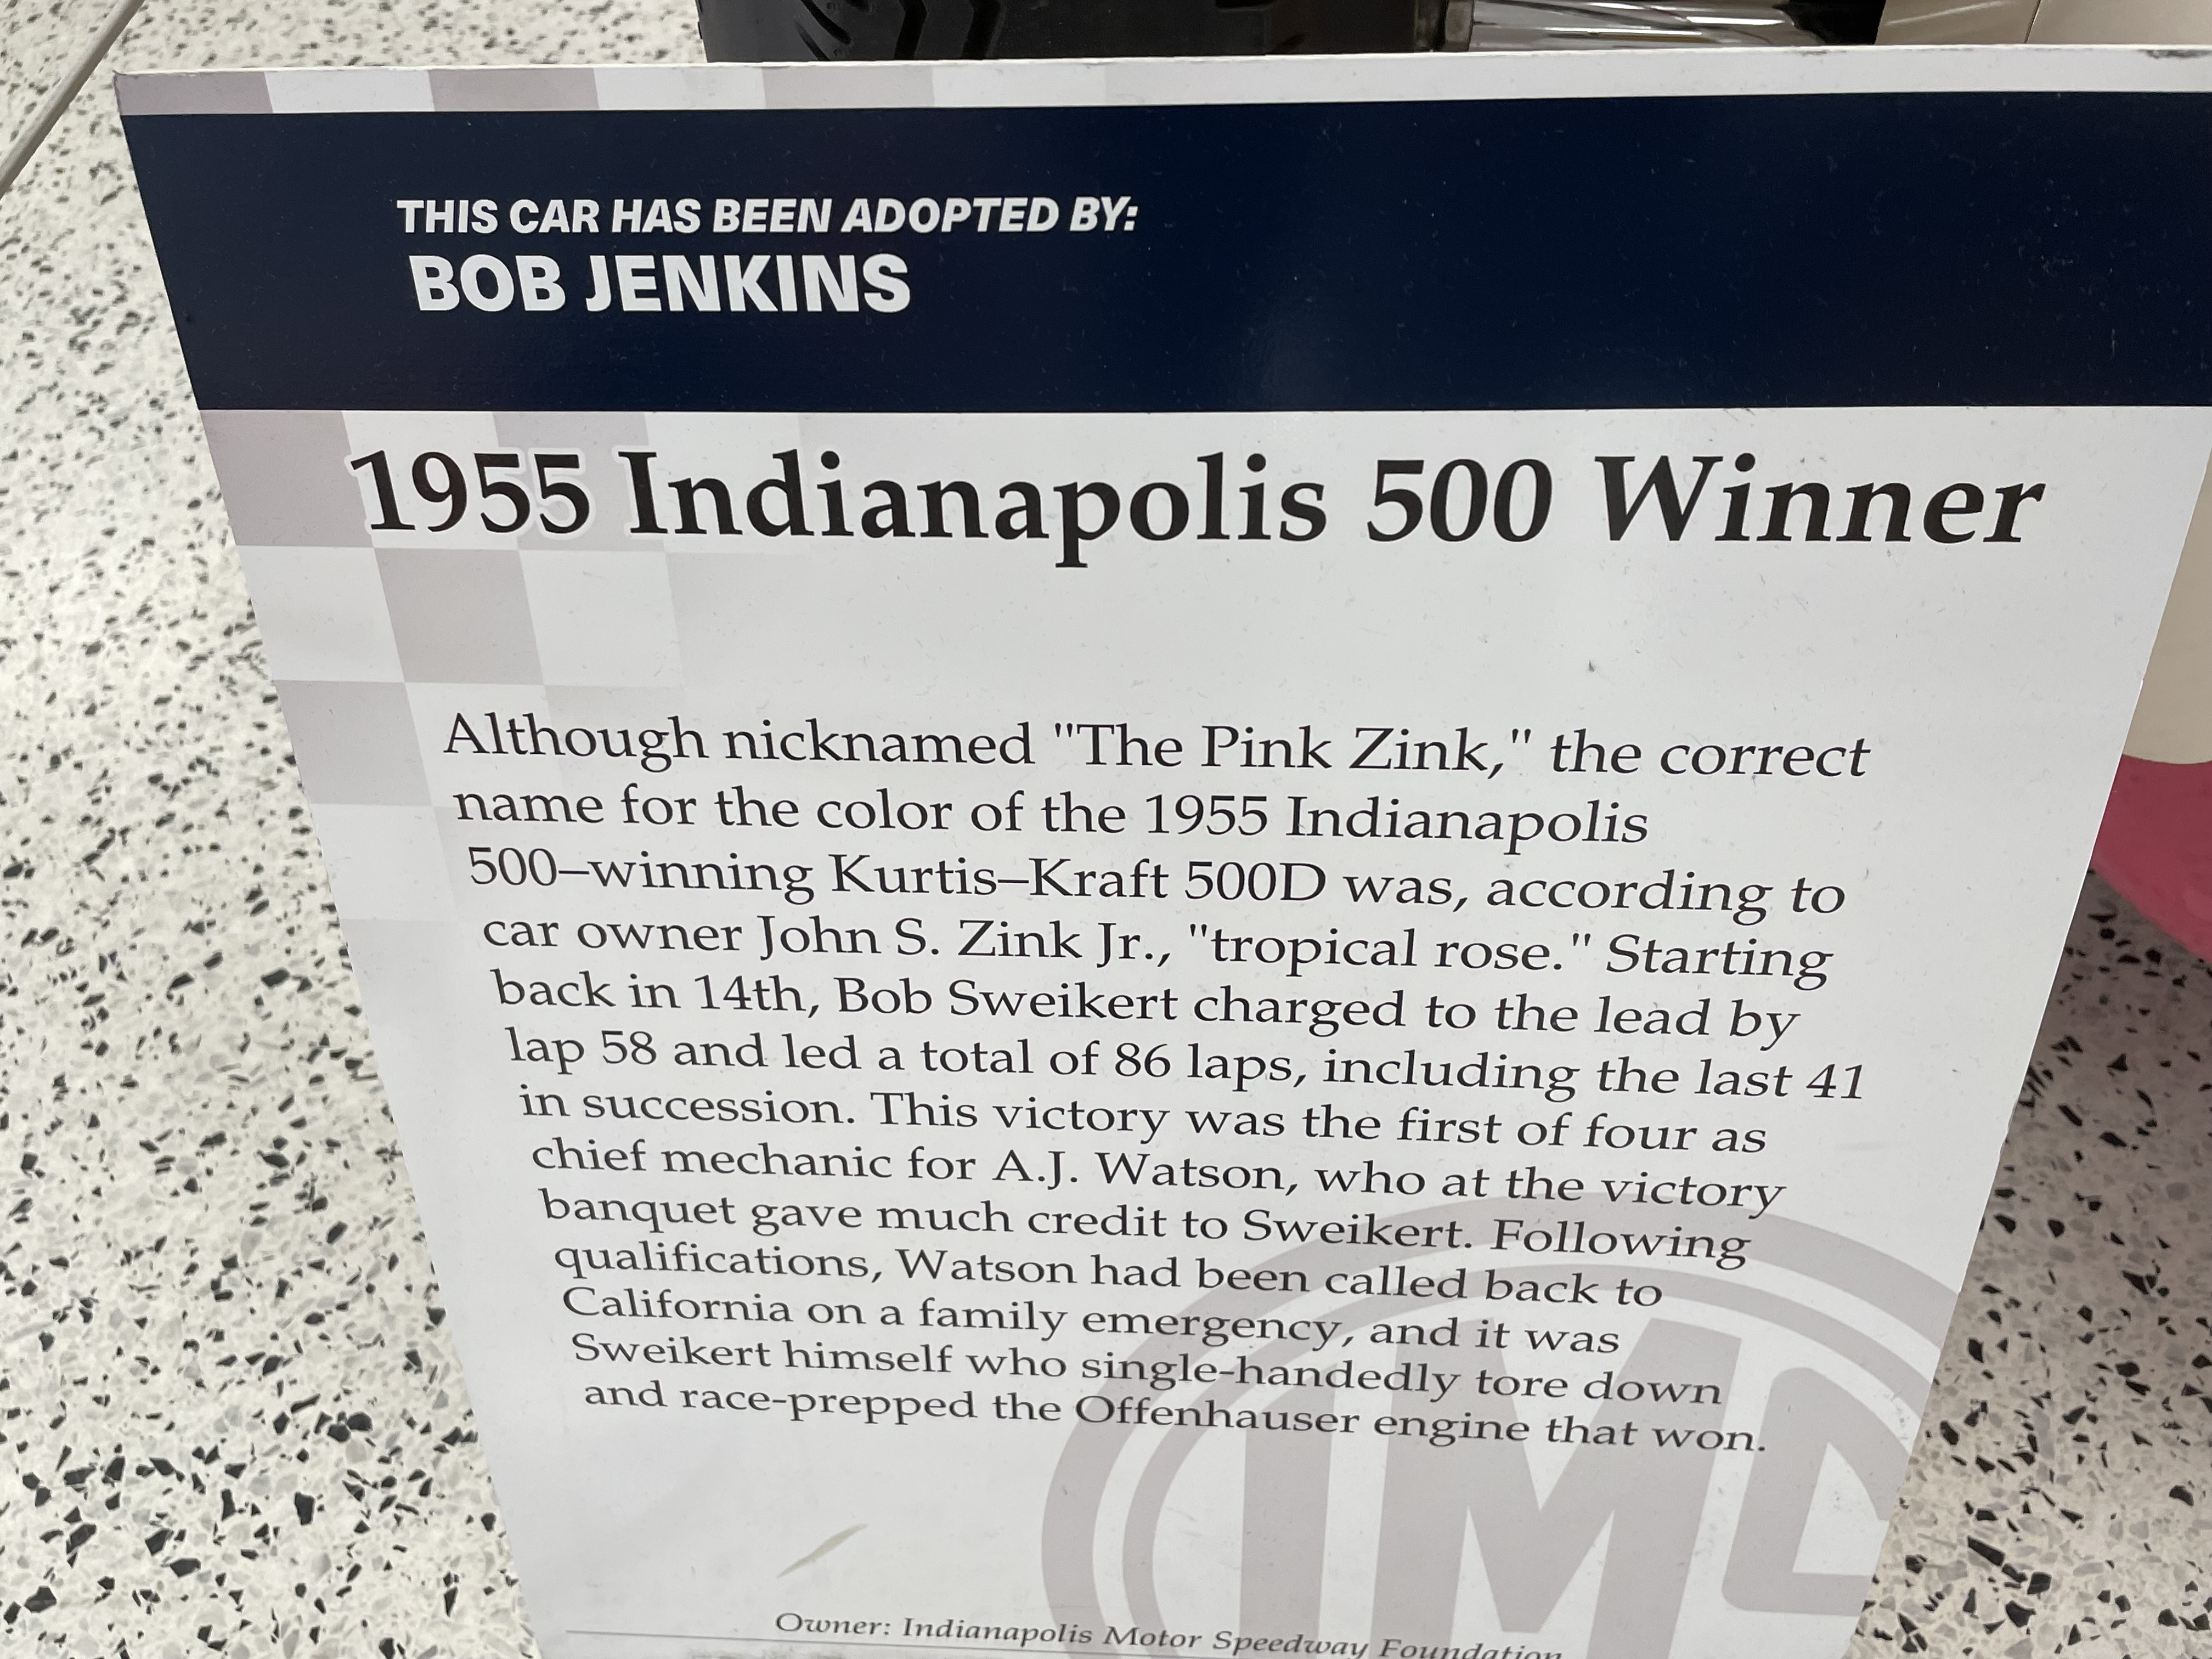 THIS CAR HAS BEEN ADOPTED BY:
BOB JENKINS
1955 Indianapolis 500 Winner
Although nicknamed "The Pink Zink," the correct
name for the color of the 1955 Indianapolis
500–winning Kurtis–Kraft 500D was, according to
car owner John S. Zink Jr., "tropical rose." Starting
back in 14th, Bob Sweikert charged to the lead by
lap 58 and led a total of 86 laps, including the last 41
in succession. This victory was the first of four as
chief mechanic for A.J. Watson, who at the victory
banquet gave much credit to Sweikert. Following
qualifications, Watson had been called back to
California on a family emergency, and it was
Sweikert himself who single-handedly tore down
and race-prepped the Offenhauser engine that won.
IM
Owner: Indianapolis Motor Speedway Foundation